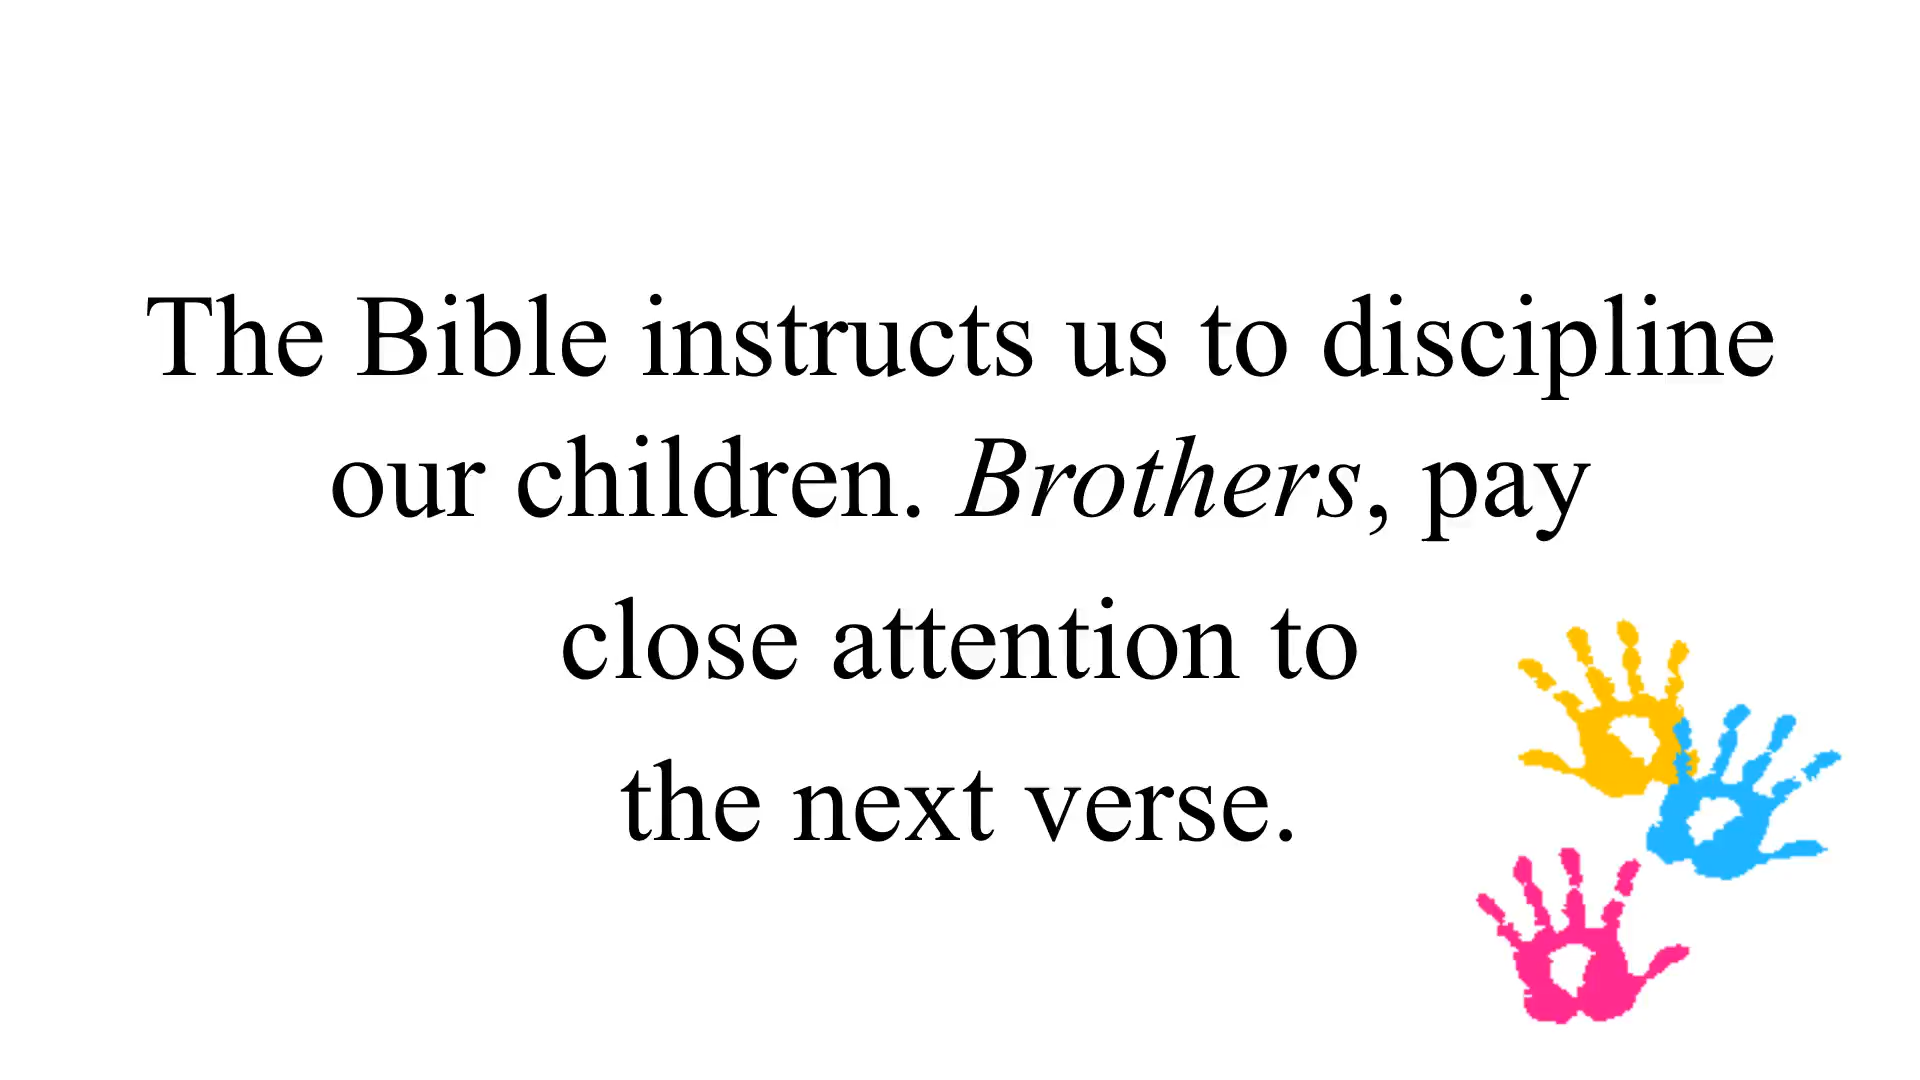 The Bible instructs us to discipline
our children. Brothers, pay
close attention to
the next verse.